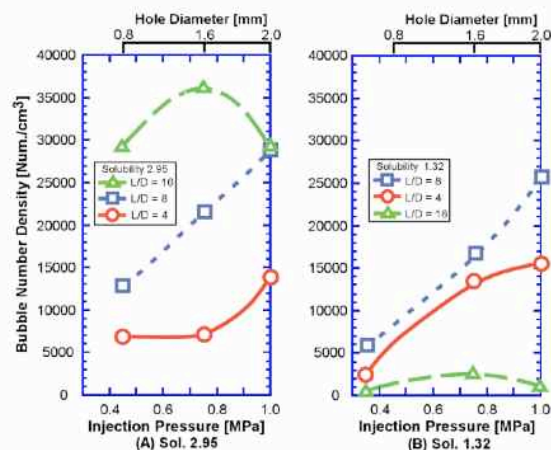 Hole Diameter [mm]
0.8 1.6 2.0
Hole Diameter [mm]
0.8 1.6 2.0
Bubble Number Density [Num./cm³]
40000
35000
30000
25000
20000
15000
10000
5000
0
Solubility 2.95
L/D = 16
L/D = 8
L/D = 4
0.4 0.6 0.8 1.0
Injection Pressure [MPa]
(A) Sol. 2.95
40000
35000
30000
25000
20000
15000
10000
5000
0
Solubility 1.32
L/D = 8
L/D = 4
L/D = 16
0.4 0.6 0.8 1.0
Injection Pressure [MPa]
(B) Sol. 1.32